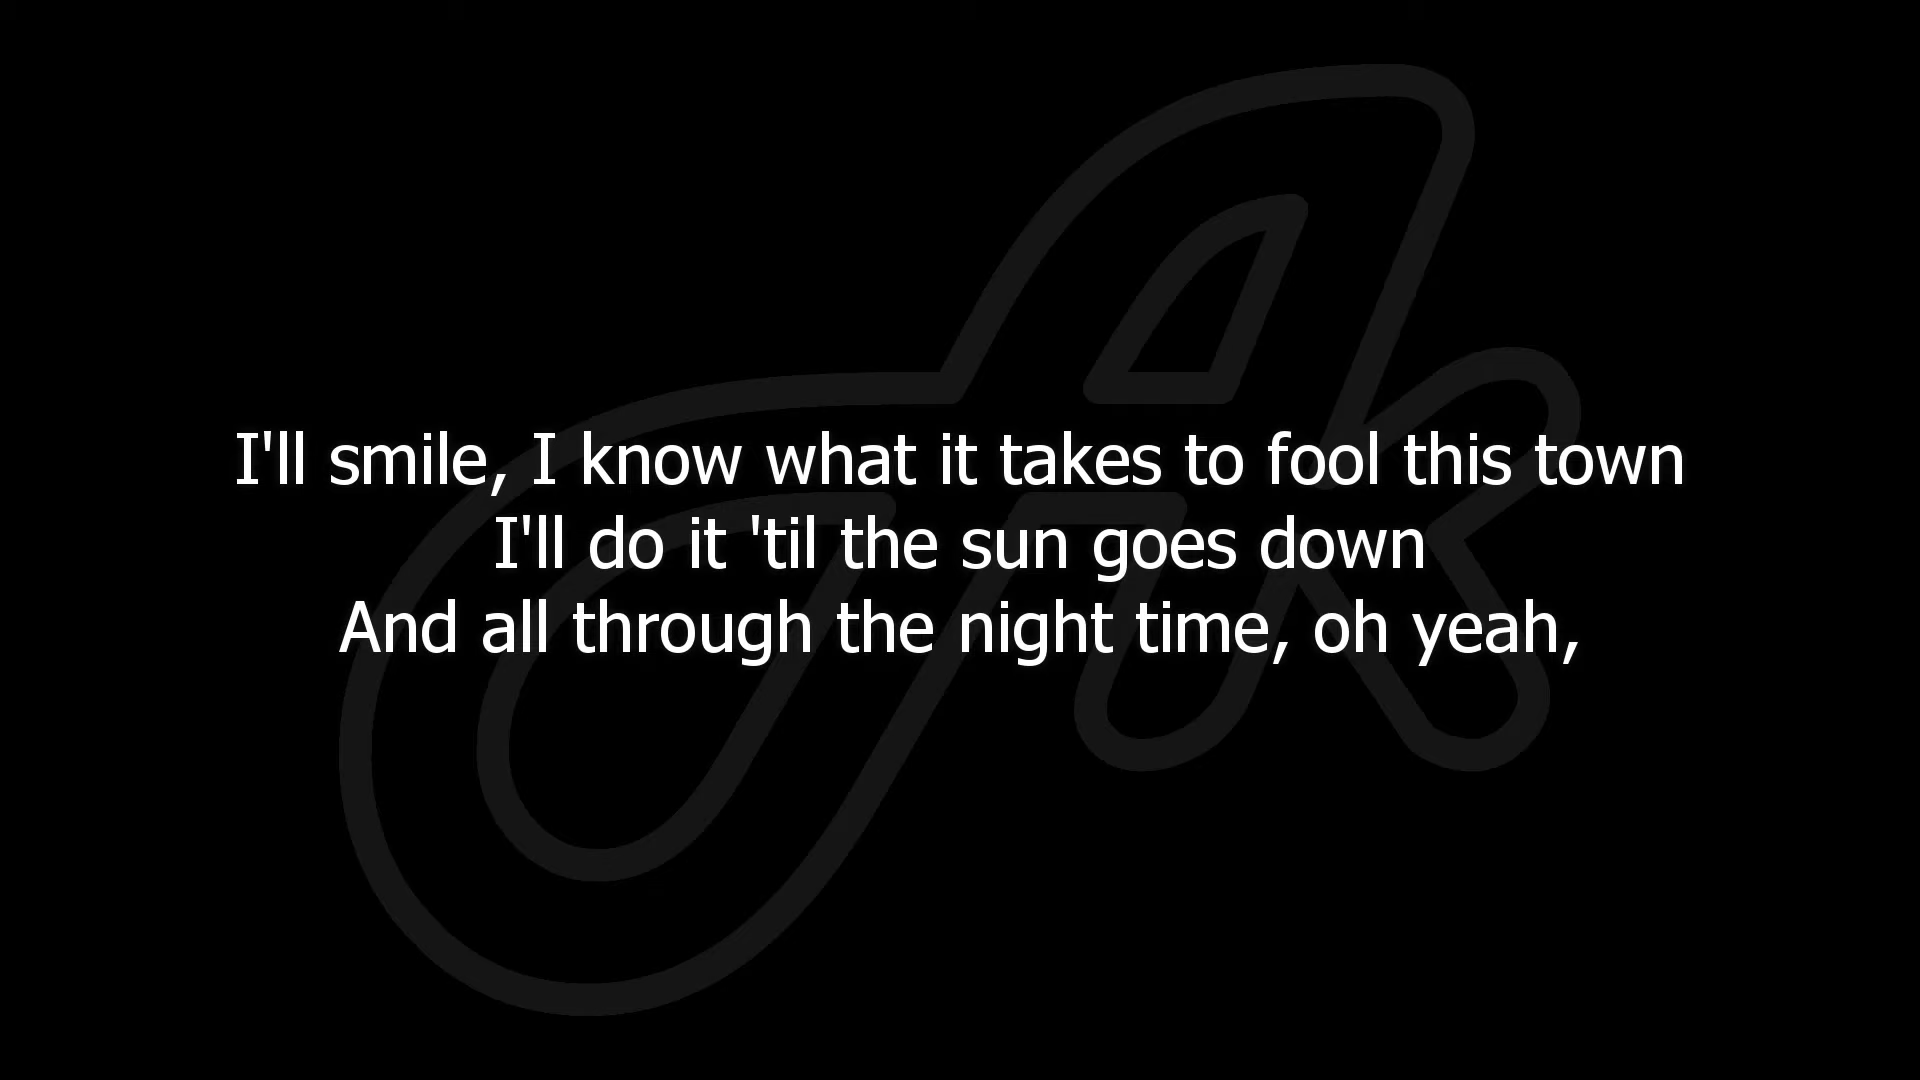 I'll smile, I know what it takes to fool this town
I'll do it 'til the sun goes down
And all through the night time, oh yeah,